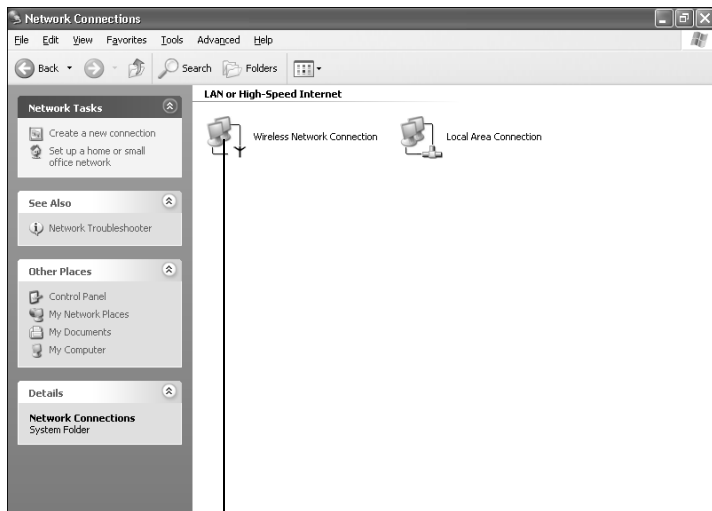 Network Connections
File Edit View Favorites Tools Advanced Help
Back Search Folders
Network Tasks
Create a new connection
Set up a home or small
office network
See Also
Network Troubleshooter
Other Places
Control Panel
My Network Places
My Documents
My Computer
Details
Network Connections
System Folder
LAN or High-Speed Internet
Wireless Network Connection
Local Area Connection